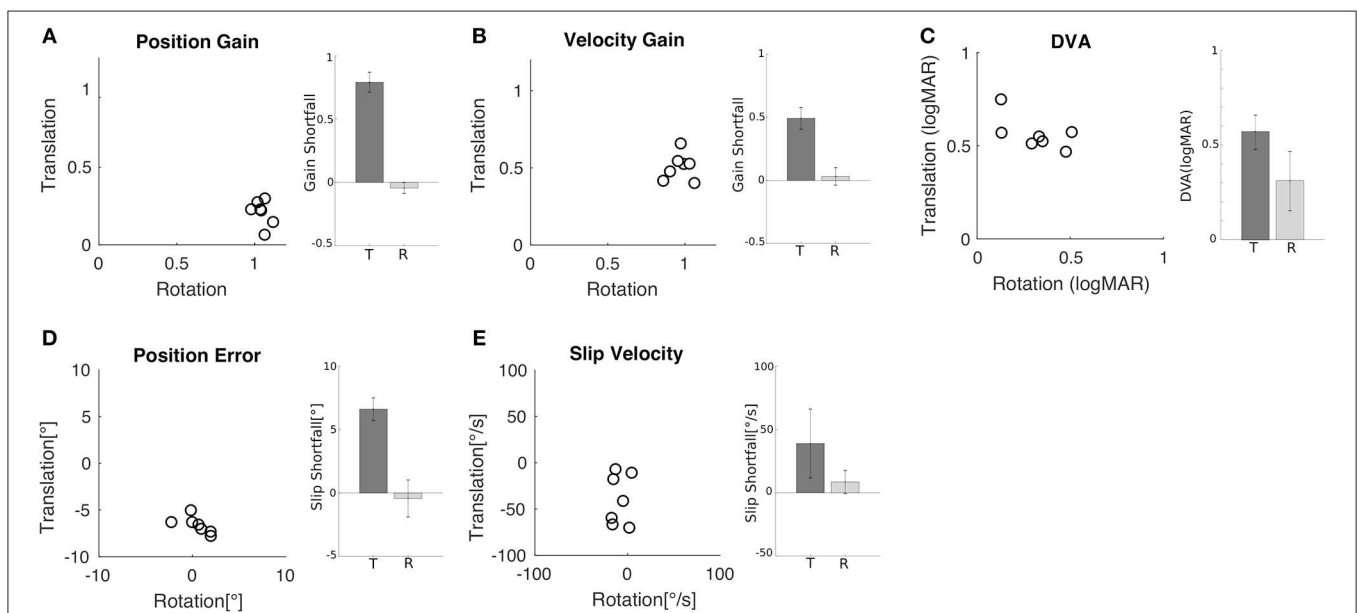 A
Position Gain
Translation
1
0.5
0
0
0.5
1
Rotation
Gain Shortfall
1
0.5
0
-0.5
T
R
B
Velocity Gain
Translation
1
0.5
0
0
0.5
1
Rotation
Gain Shortfall
1
0.5
0
-0.5
T
R
C
DVA
Translation (logMAR)
1
0.5
0
0
0.5
1
Rotation (logMAR)
DVA(logMAR)
1
0.5
0
T
R
D
Position Error
Translation[°]
10
5
0
-5
-10
-10
0
10
Rotation[°]
Slip Shortfall[°]
10
5
0
-5
T
R
E
Slip Velocity
Translation[°/s]
100
50
0
-50
-100
-100
0
100
Rotation[°/s]
Slip Shortfall[°/s]
100
50
0
-50
T
R